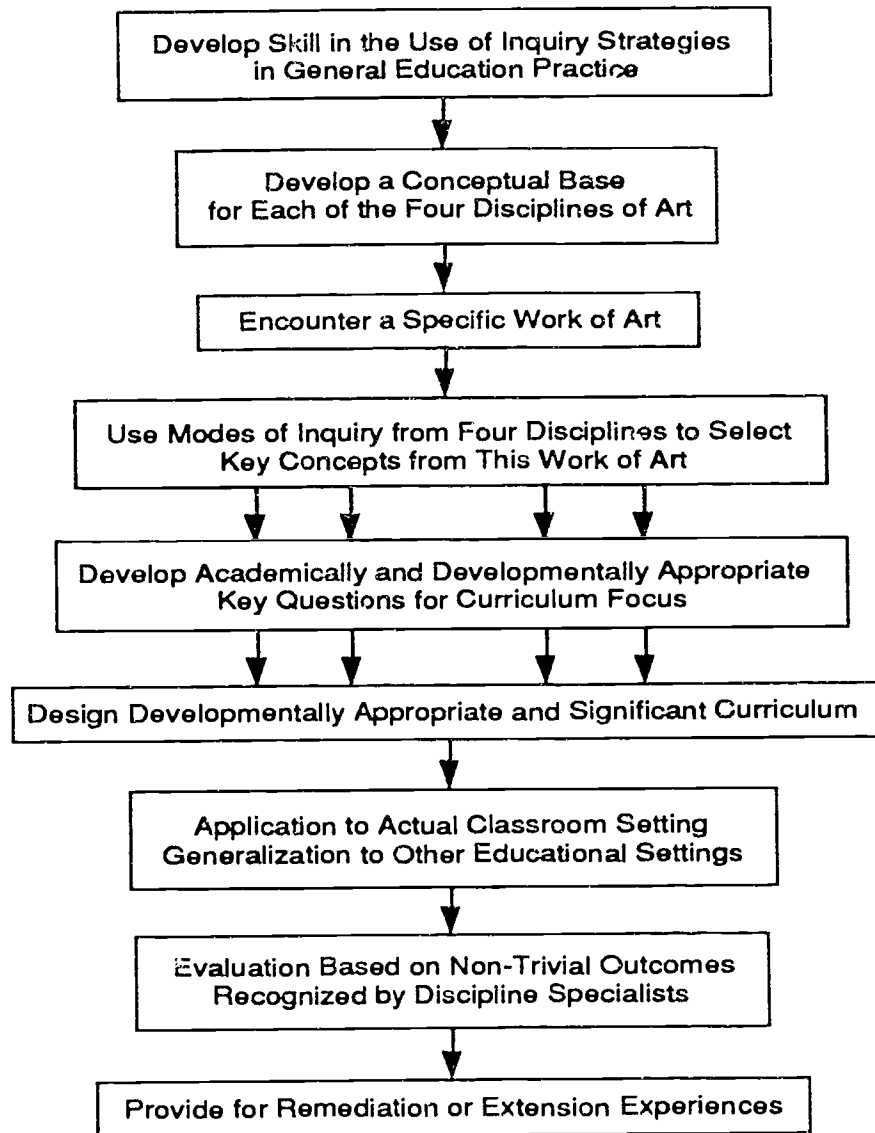 Develop Skill in the Use of Inquiry Strategies
in General Education Practice
Develop a Conceptual Base
for Each of the Four Disciplines of Art
Encounter a Specific Work of Art
Use Modes of Inquiry from Four Disciplines to Select
Key Concepts from This Work of Art
Develop Academically and Developmentally Appropriate
Key Questions for Curriculum Focus
Design Developmentally Appropriate and Significant Curriculum
Application to Actual Classroom Setting
Generalization to Other Educational Settings
Evaluation Based on Non-Trivial Outcomes
Recognized by Discipline Specialists
Provide for Remediation or Extension Experiences